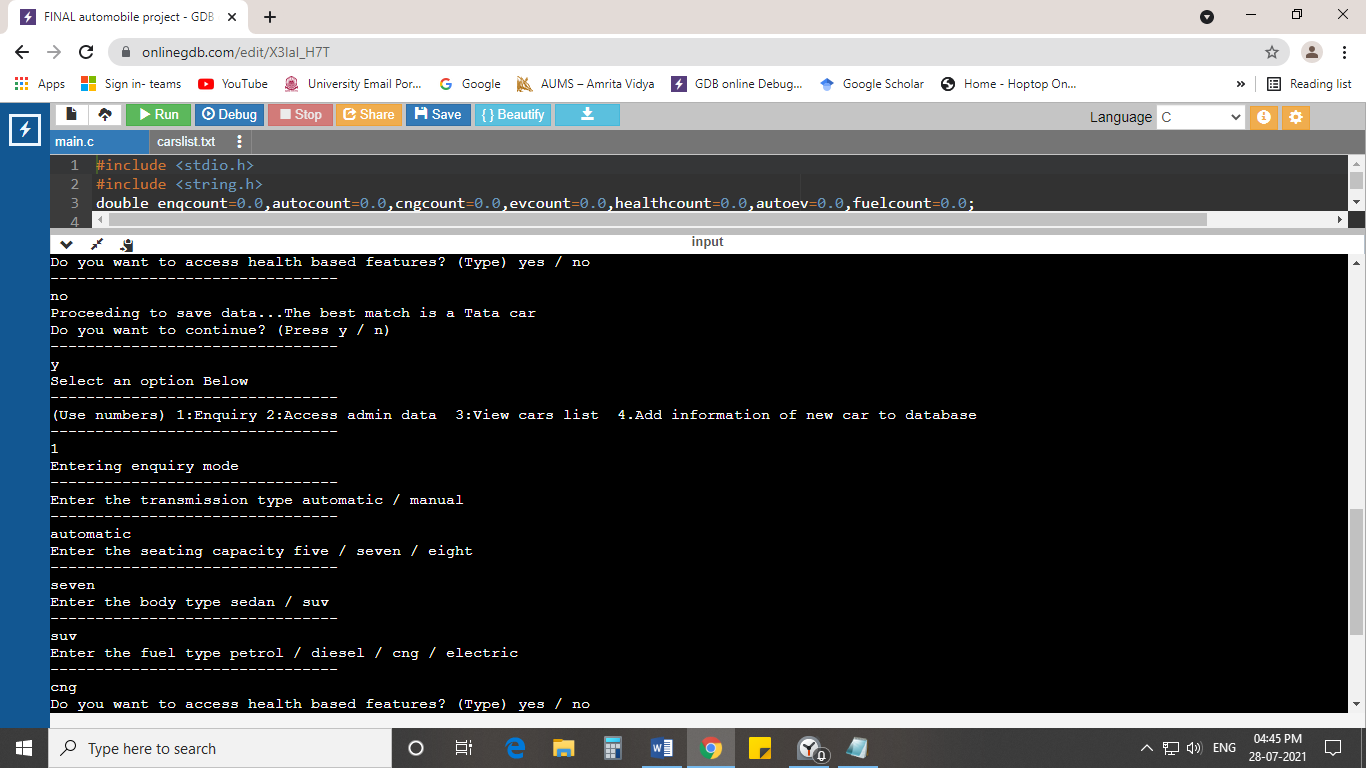 FINAL automobile project - GDB
onlinegdb.com/edit/X3IaI_H7T
Apps Sign in- teams YouTube University Email Por... Google AUMS – Amrita Vidya GDB online Debug... Google Scholar Home - Hoptop On... » Reading list
Run Debug Stop Share Save { } Beautify Language C
main.c carslist.txt
1 #include <stdio.h>
2 #include <string.h>
3 double enqcount=0.0,autocount=0.0,cngcount=0.0,evcount=0.0,healthcount=0.0,autoev=0.0,fuelcount=0.0;
4
input
Do you want to access health based features? (Type) yes / no
--------------------------------
no
Proceeding to save data...The best match is a Tata car
Do you want to continue? (Press y / n)
--------------------------------
y
Select an option Below
--------------------------------
(Use numbers) 1:Enquiry 2:Access admin data  3:View cars list  4.Add information of new car to database
--------------------------------
1
Entering enquiry mode
--------------------------------
Enter the transmission type automatic / manual
--------------------------------
automatic
Enter the seating capacity five / seven / eight
--------------------------------
seven
Enter the body type sedan / suv
--------------------------------
suv
Enter the fuel type petrol / diesel / cng / electric
--------------------------------
cng
Do you want to access health based features? (Type) yes / no
Type here to search
ENG
04:45 PM
28-07-2021